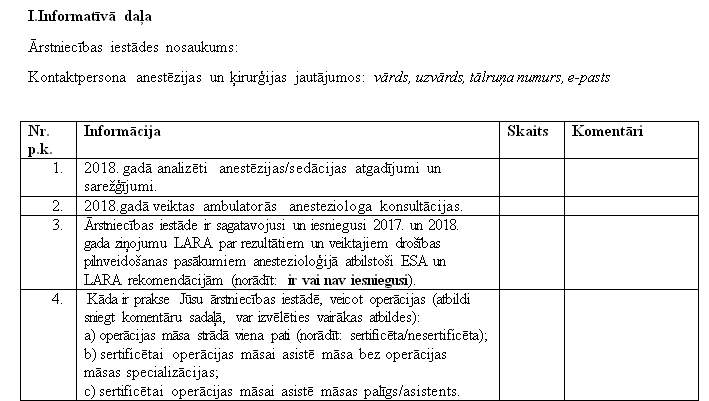 I.Informatīvā daļa
Ārstniecības iestādes nosaukums:
Kontaktpersona anestēzijas un ķirurģijas jautājumos: vārds, uzvārds, tālruņa numurs, e-pasts
Nr. p.k. Informācija Skaits Komentāri
1. 2018. gadā analizēti anestēzijas/sedācijas atgadījumi un
sarežģījumi.
2. 2018.gadā veiktas ambulatorās anesteziologa konsultācijas.
3. Ārstniecības iestāde ir sagatavojusi un iesniegusi 2017. un 2018.
gada ziņojumu LARA par rezultātiem un veiktajiem drošības
pilnveidošanas pasākumiem anestezioloģijā atbilstoši ESA un
LARA rekomendācijām (norādīt: ir vai nav iesniegusi).
4. Kāda ir prakse Jūsu ārstniecības iestādē, veicot operācijas (atbildi
sniegt komentāru sadaļā, var izvēlēties vairākas atbildes):
a) operācijas māsa strādā viena pati (norādīt: sertificēta/nesertificēta);
b) sertificētai operācijas māsai asistē māsa bez operācijas
māsas specializācijas;
c) sertificētai operācijas māsai asistē māsas palīgs/asistents.